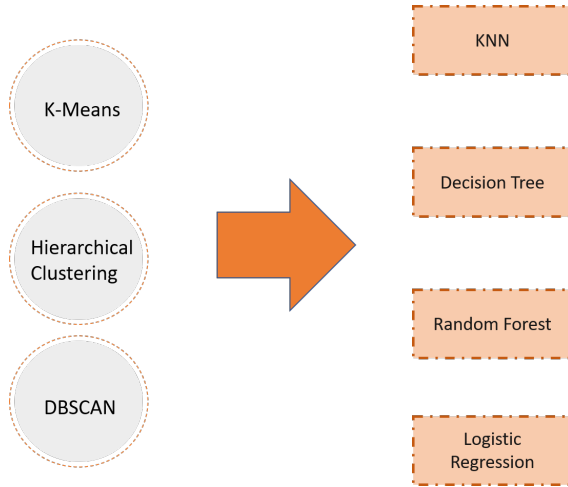 K-Means
Hierarchical
Clustering
DBSCAN
KNN
Decision Tree
Random Forest
Logistic
Regression